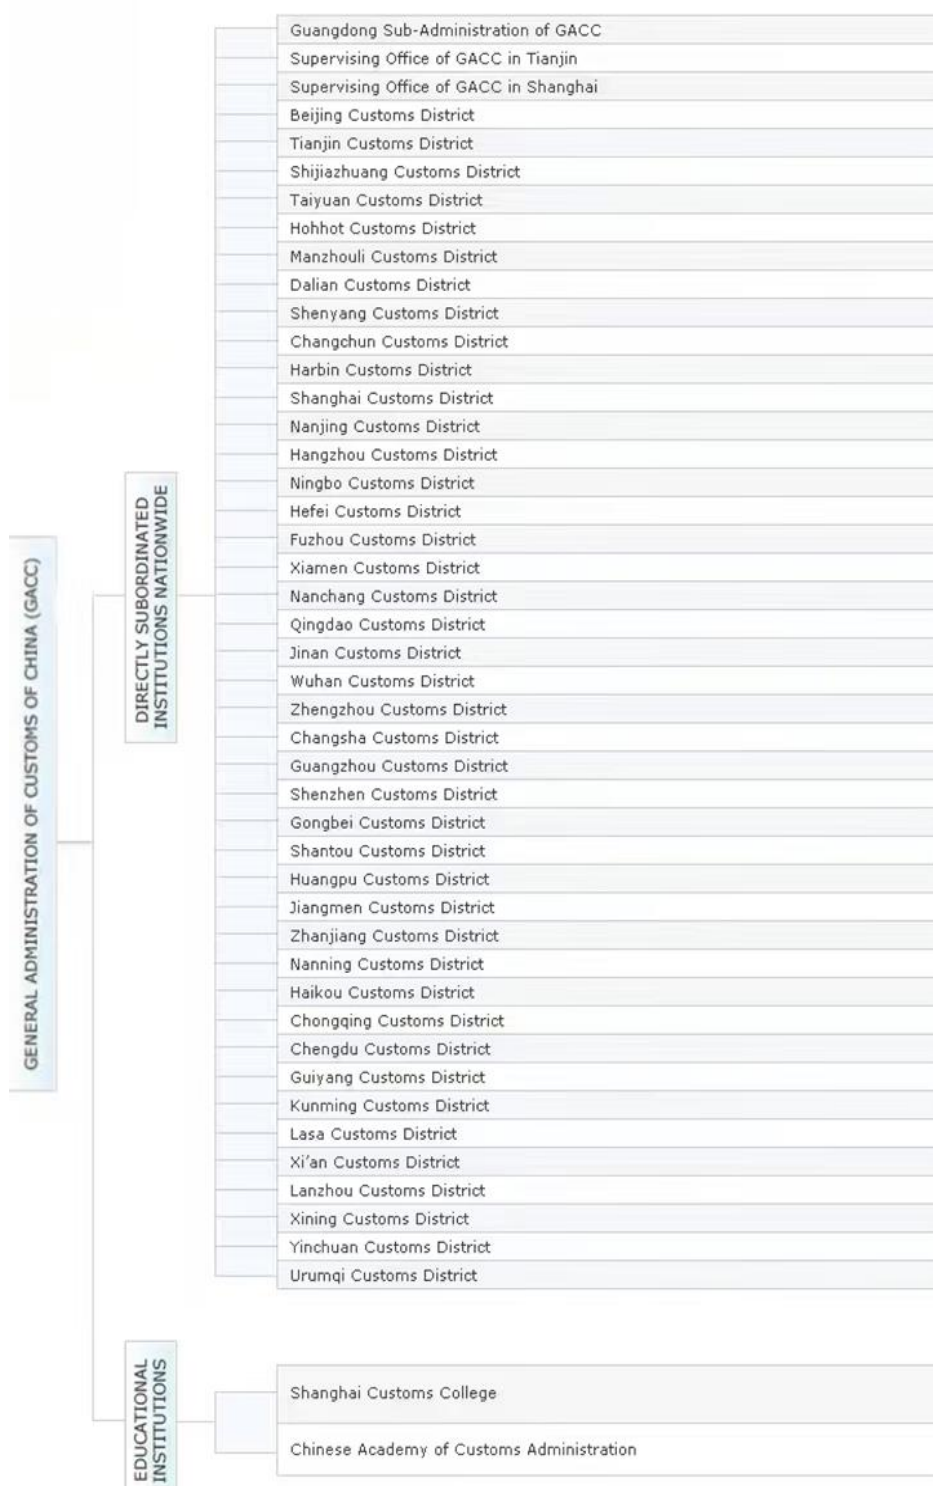 GENERAL ADMINISTRATION OF CUSTOMS OF CHINA (GACC)
DIRECTLY SUBORDINATED
INSTITUTIONS NATIONWIDE
Guangdong Sub-Administration of GACC
Supervising Office of GACC in Tianjin
Supervising Office of GACC in Shanghai
Beijing Customs District
Tianjin Customs District
Shijiazhuang Customs District
Taiyuan Customs District
Hohhot Customs District
Manzhouli Customs District
Dalian Customs District
Shenyang Customs District
Changchun Customs District
Harbin Customs District
Shanghai Customs District
Nanjing Customs District
Hangzhou Customs District
Ningbo Customs District
Hefei Customs District
Fuzhou Customs District
Xiamen Customs District
Nanchang Customs District
Qingdao Customs District
Jinan Customs District
Wuhan Customs District
Zhengzhou Customs District
Changsha Customs District
Guangzhou Customs District
Shenzhen Customs District
Gongbei Customs District
Shantou Customs District
Huangpu Customs District
Jiangmen Customs District
Zhanjiang Customs District
Nanning Customs District
Haikou Customs District
Chongqing Customs District
Chengdu Customs District
Guiyang Customs District
Kunming Customs District
Lasa Customs District
Xi'an Customs District
Lanzhou Customs District
Xining Customs District
Yinchuan Customs District
Urumqi Customs District
EDUCATIONAL
INSTITUTIONS
Shanghai Customs College
Chinese Academy of Customs Administration